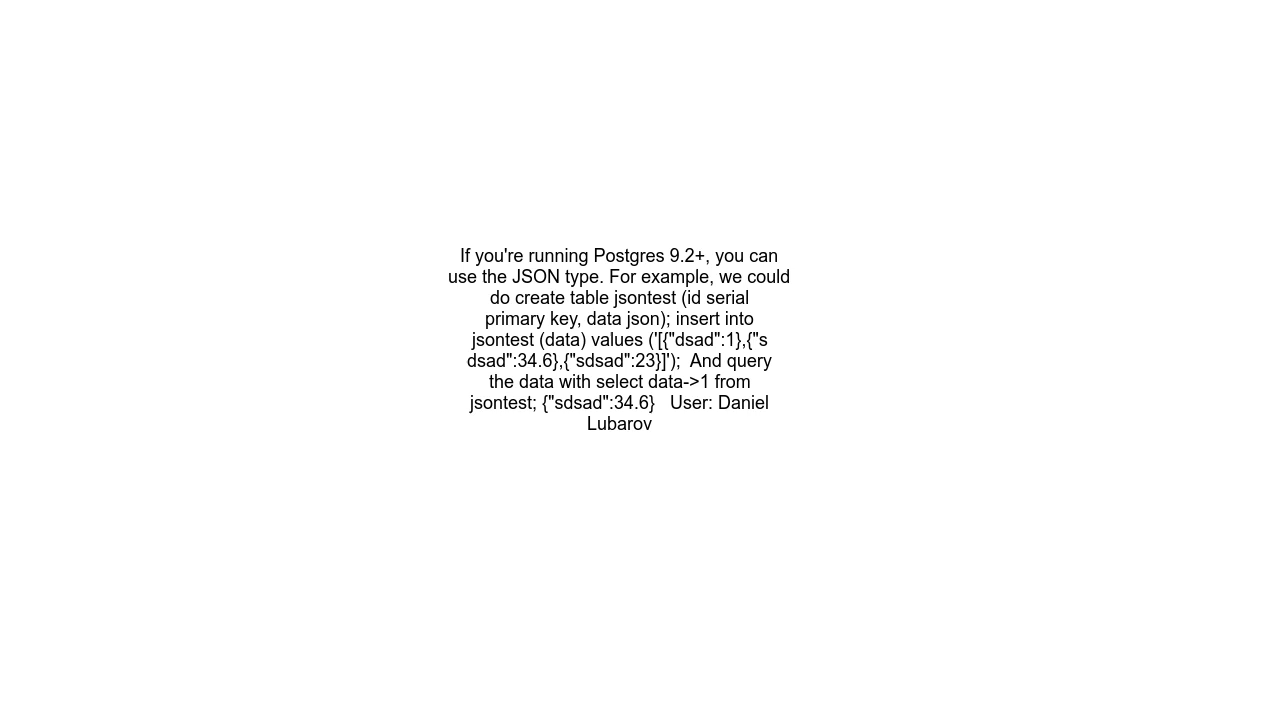 If you're running Postgres 9.2+, you can
use the JSON type. For example, we could
do create table jsontest (id serial
primary key, data json); insert into
jsontest (data) values ('[{"dsad":1},{"s
dsad":34.6},{"sdsad":23}]');  And query
the data with select data->1 from
jsontest; {"sdsad":34.6}   User: Daniel
Lubarov